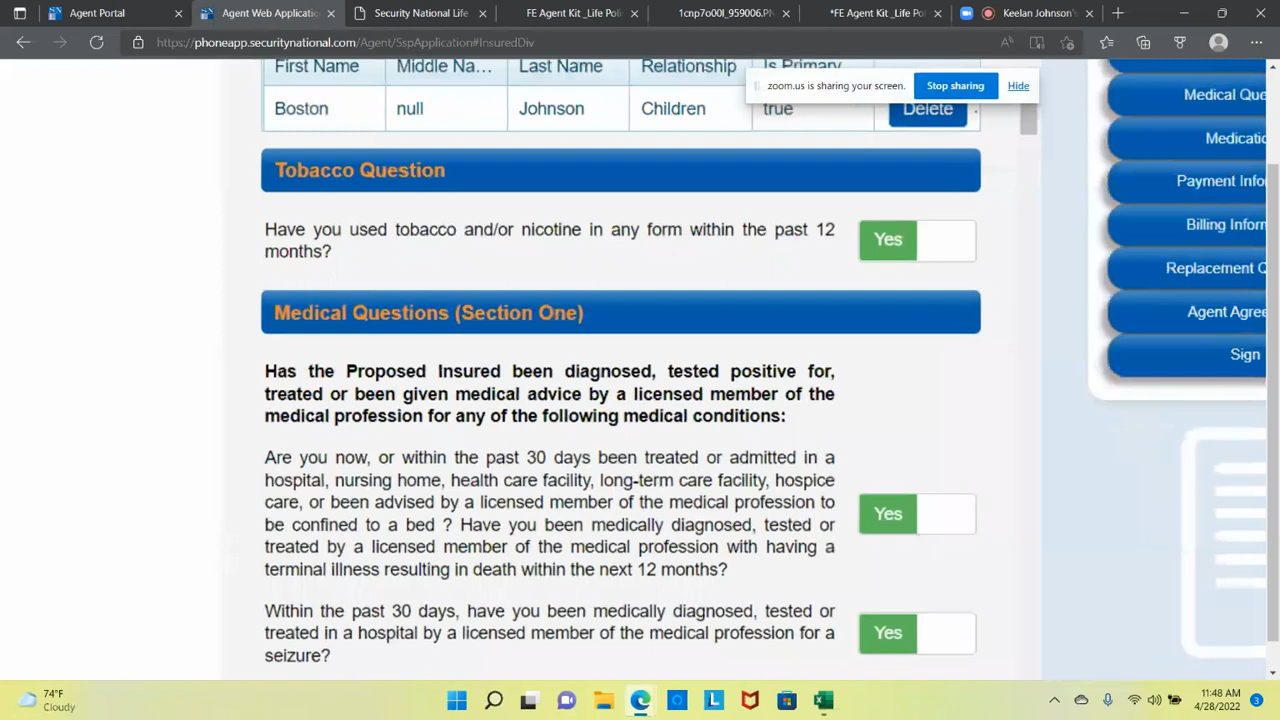 Agent Portal
Agent Web Applicatio
Security National Life
FE Agent Kit _Life Poli
1cnp7o00l_959206.PN
*FE Agent Kit _Life Po
Keelan Johnson's
https://phoneapp.securitynational.com/Agent/SspApplication#InsuredDiv
First Name Middle Na... Last Name Relationship Is Primary
zoom.us is sharing your screen. Stop sharing Hide
Boston null Johnson Children true Delete
Medical Que
Medicatio
Payment Info
Billing Inform
Replacement Q
Agent Agree
Sign
Tobacco Question
Have you used tobacco and/or nicotine in any form within the past 12
months?
Yes
Medical Questions (Section One)
Has the Proposed Insured been diagnosed, tested positive for,
treated or been given medical advice by a licensed member of the
medical profession for any of the following medical conditions:
Are you now, or within the past 30 days been treated or admitted in a
hospital, nursing home, health care facility, long-term care facility, hospice
care, or been advised by a licensed member of the medical profession to
be confined to a bed ? Have you been medically diagnosed, tested or
treated by a licensed member of the medical profession with having a
terminal illness resulting in death within the next 12 months?
Yes
Within the past 30 days, have you been medically diagnosed, tested or
treated in a hospital by a licensed member of the medical profession for a
seizure?
Yes
74°F
Cloudy
11:48 AM
4/28/2022
3